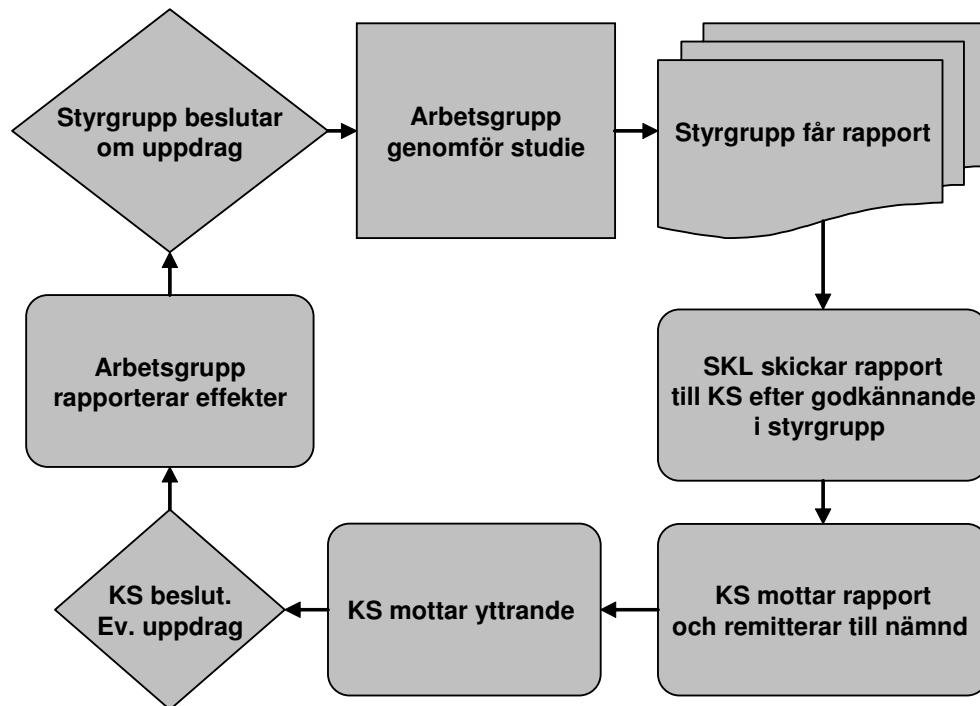 Styrgrupp beslutar
om uppdrag
Arbetsgrupp
genomför studie
Styrgrupp får rapport
SKL skickar rapport
till KS efter godkännande
i styrgrupp
KS mottar rapport
och remitterar till nämnd
KS mottar yttrande
KS beslut.
Ev. uppdrag
Arbetsgrupp
rapporterar effekter